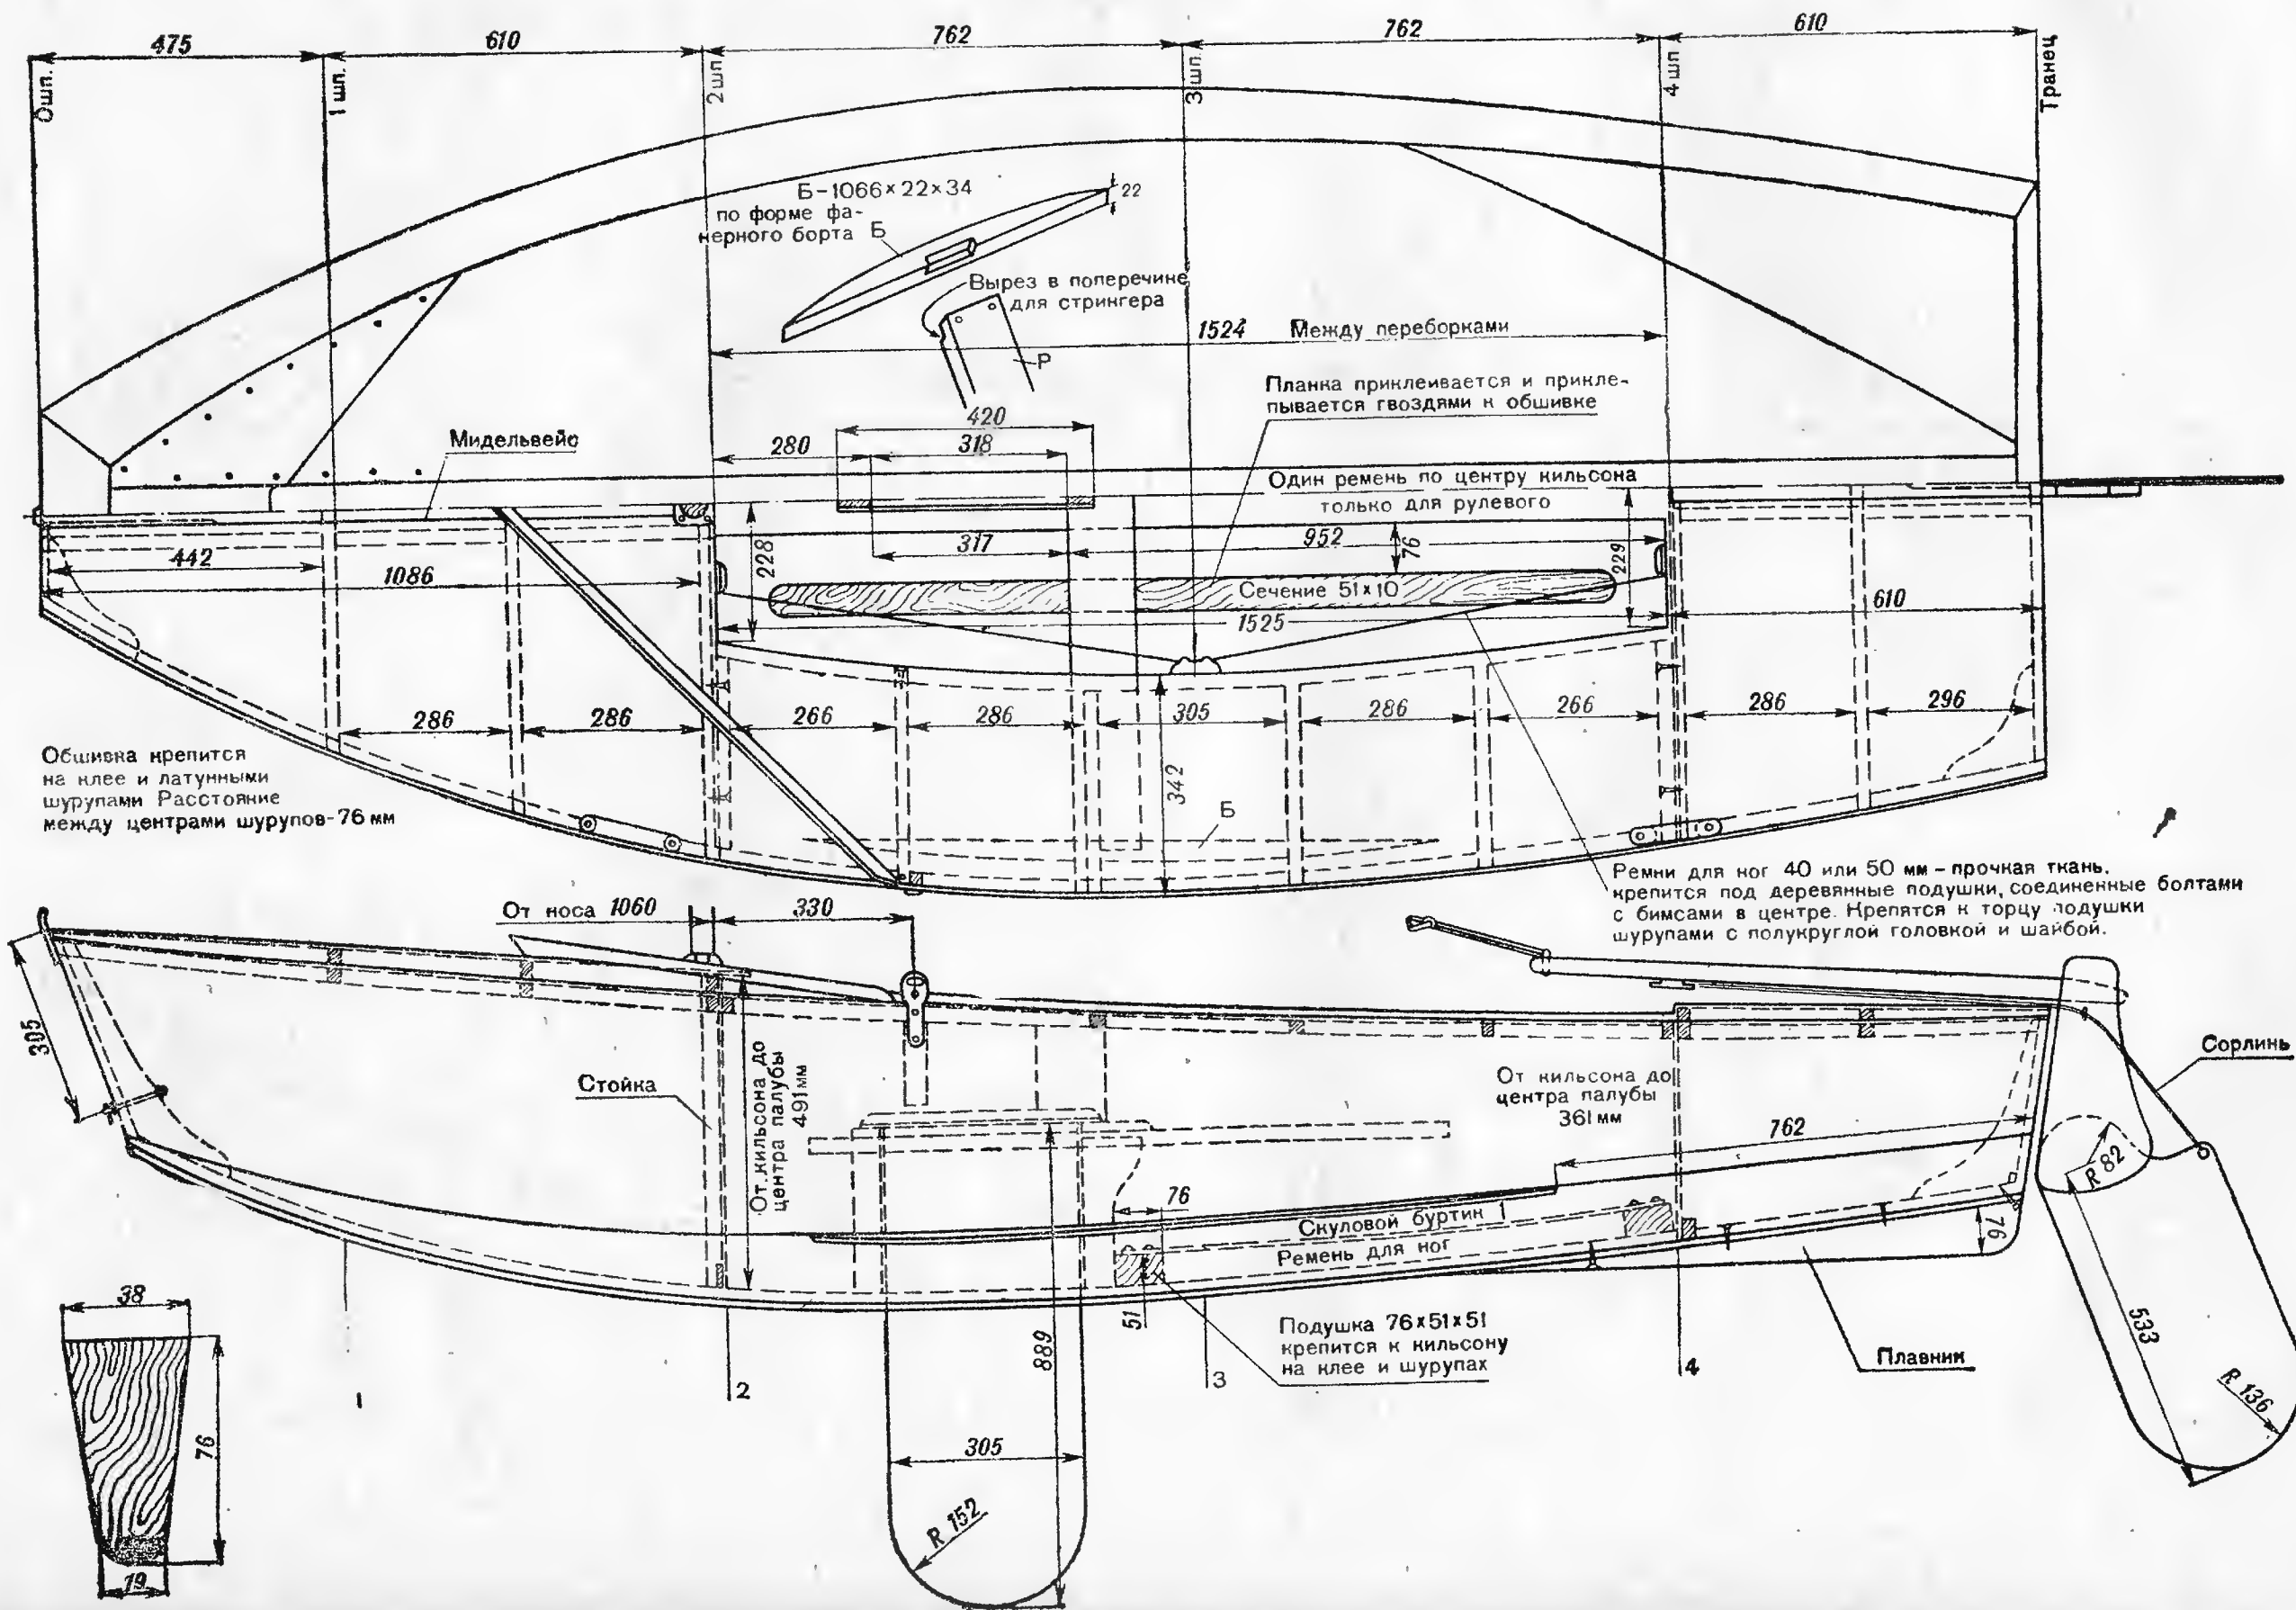 475
610
762
762
610
0шп.
1 шп.
2шп.
3 шп.
4 шп
Транец
Б-1066×22×34
по форме фа-
нерного борта Б
22
Вырез в поперечине
для стрингера
Р
1524 Между переборками
Планка приклеивается и прикле-
пывается гвоздями к обшивке
420
318
280
Мидельвейс
Один ремень по центру кильсона
только для рулевого
442
1086
228
317
952
76
229
Сечение 51×10
1525
610
286
286
266
286
305
286
266
286
296
342
Б
Обшивка крепится
на клее и латунными
шурупами Расстояние
между центрами шурупов-76 мм
Ремни для ног 40 или 50 мм – прочная ткань.
крепится под деревянные подушки, соединенные болтами
с бимсами в центре. Крепятся к торцу подушки
шурупами с полукруглой головкой и шайбой.
От носа 1060
330
305
Стойка
От кильсона до
центра палубы
491мм
От кильсона до
центра палубы
361 мм
Сорлинь
762
R 82
76
Скуловой буртик
Ремень для ног
76
51
889
Подушка 76×51×51
крепится к кильсону
на клее и шурупах
Плавник
533
R 136
1
2
3
4
38
76
19
305
R 152